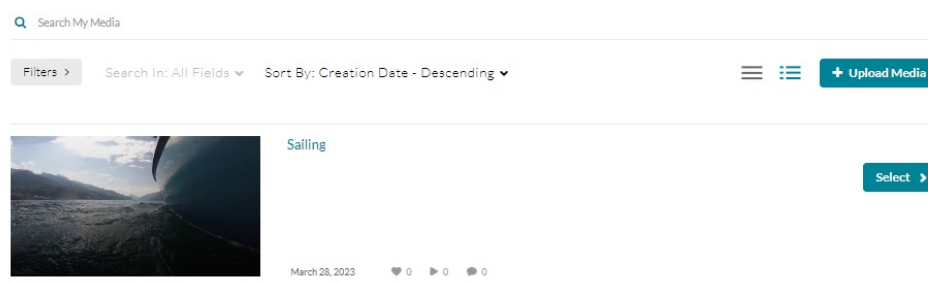 Search My Media
Filters > Search In: All Fields Sort By: Creation Date - Descending + Upload Media
Sailing
Select >
March 28, 2023 0 0 0